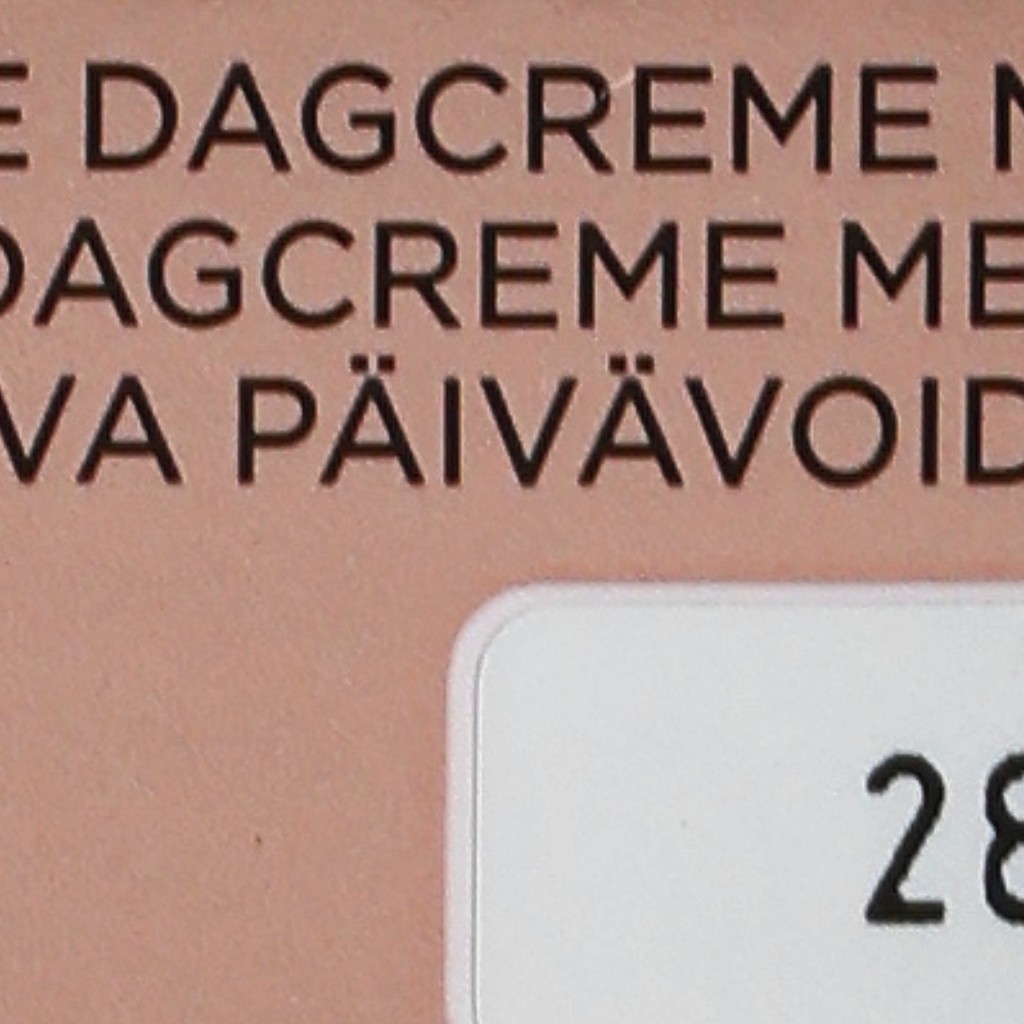 E DAGCREME M
DAGCREME ME
VA PÄIVÄVOID
28